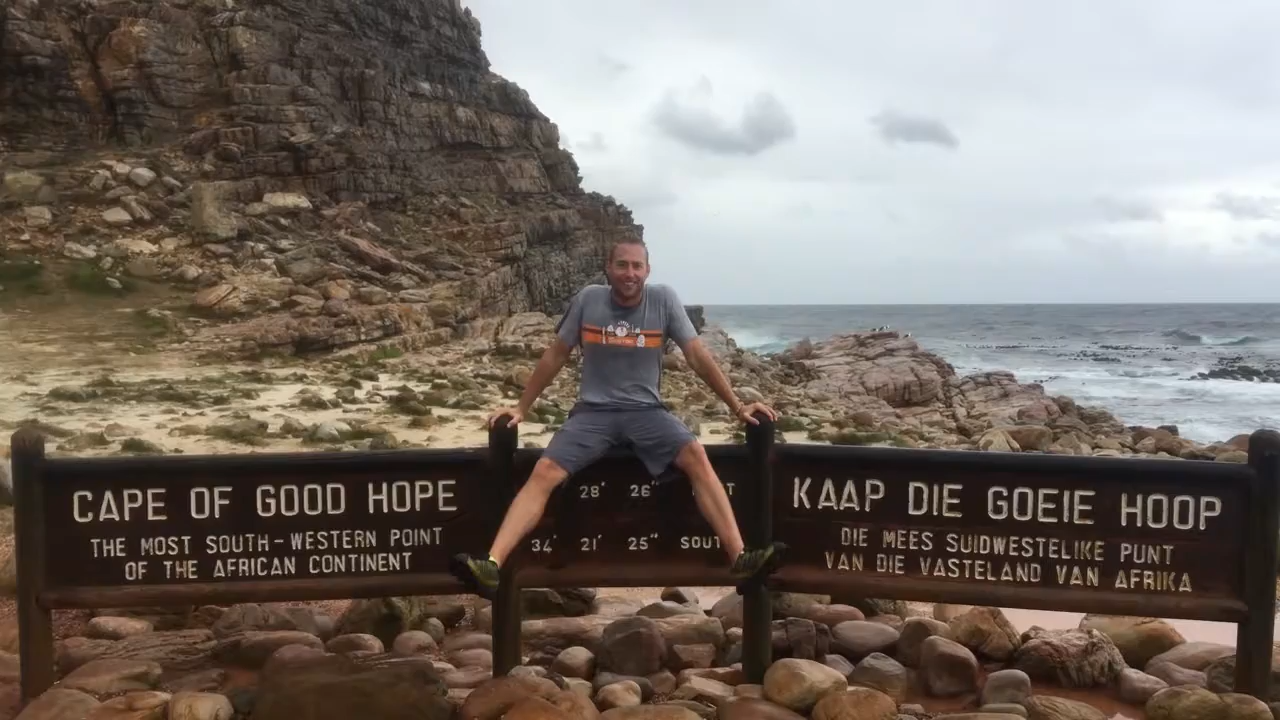 CAPE OF GOOD HOPE
THE MOST SOUTH-WESTERN POINT
OF THE AFRICAN CONTINENT
28° 26'
34° 21' 25"
KAAP DIE GOEIE HOOP
DIE MEES SUIDWESTELIKE PUNT
VAN DIE VASTELAND VAN AFRIKA